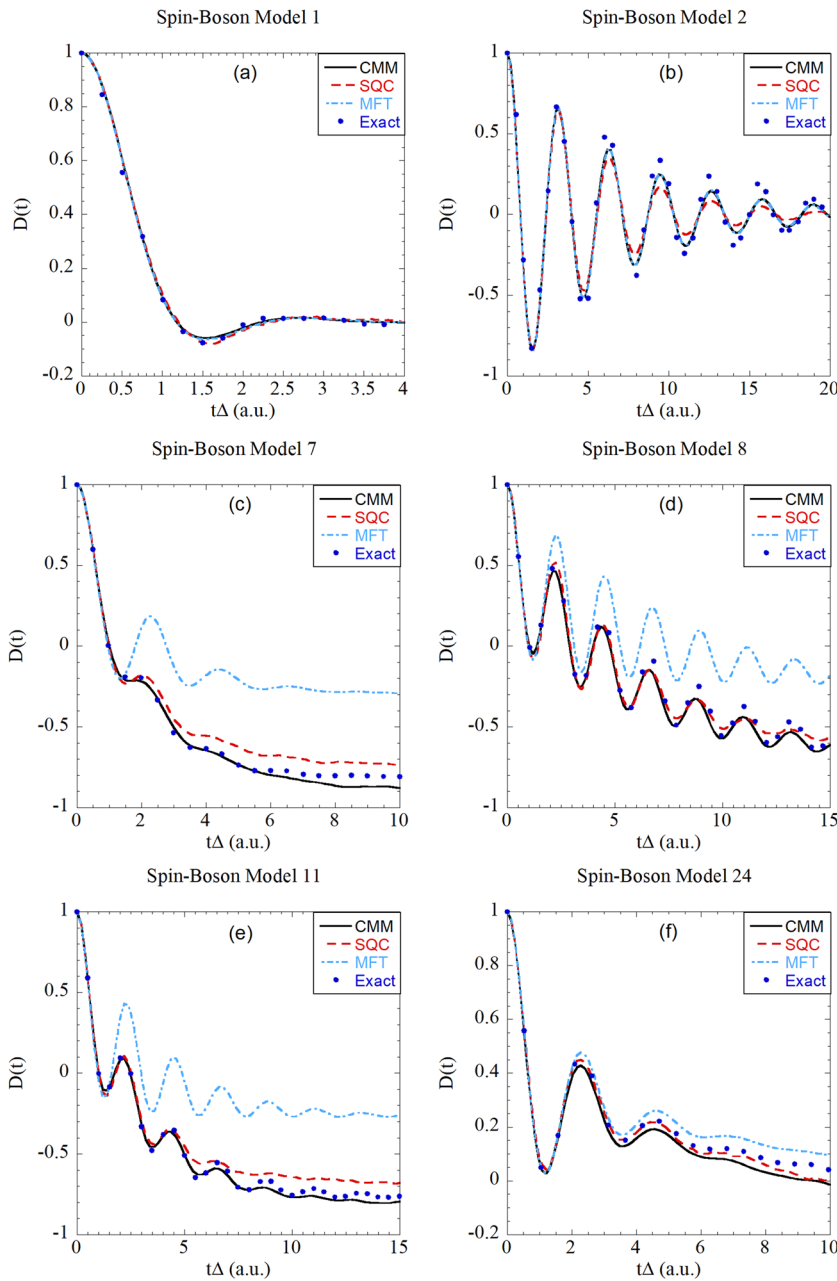 Spin-Boson Model 1
(a)
CMM
SQC
MFT
Exact
D(t)
1
0.8
0.6
0.4
0.2
0
-0.2
0 0.5 1 1.5 2 2.5 3 3.5 4
tΔ (a.u.)
Spin-Boson Model 2
(b)
CMM
SQC
MFT
Exact
D(t)
1
0.5
0
-0.5
-1
0 5 10 15 20
tΔ (a.u.)
Spin-Boson Model 7
(c)
CMM
SQC
MFT
Exact
D(t)
1
0.5
0
-0.5
-1
0 2 4 6 8 10
tΔ (a.u.)
Spin-Boson Model 8
(d)
CMM
SQC
MFT
Exact
D(t)
1
0.5
0
-0.5
-1
0 5 10 15
tΔ (a.u.)
Spin-Boson Model 11
(e)
CMM
SQC
MFT
Exact
D(t)
1
0.5
0
-0.5
-1
0 5 10 15
tΔ (a.u.)
Spin-Boson Model 24
(f)
CMM
SQC
MFT
Exact
D(t)
1
0.8
0.6
0.4
0.2
0
-0.2
0 2 4 6 8 10
tΔ (a.u.)